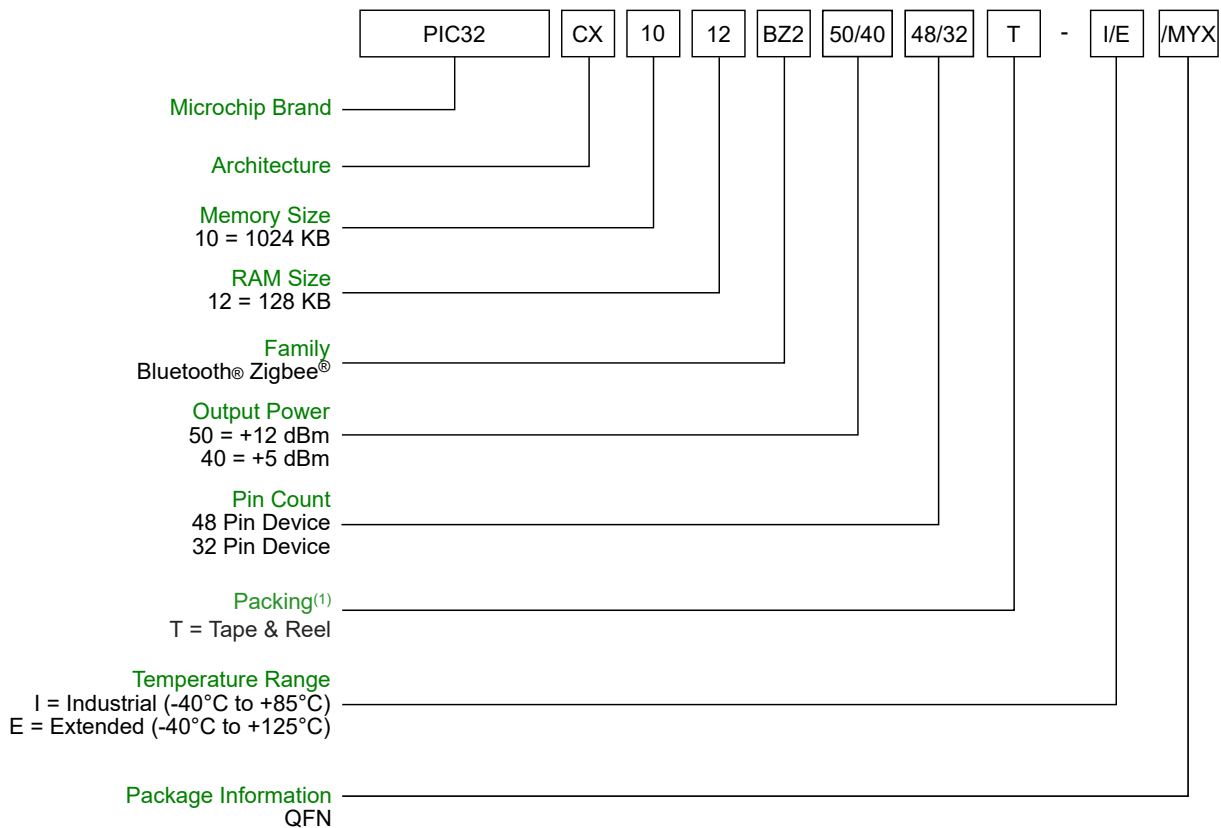 PIC32 CX 10 12 BZ2 50/40 48/32 T - I/E /MYX
Microchip Brand
Architecture
Memory Size
10 = 1024 KB
RAM Size
12 = 128 KB
Family
Bluetooth® Zigbee®
Output Power
50 = +12 dBm
40 = +5 dBm
Pin Count
48 Pin Device
32 Pin Device
Packing(1)
T = Tape & Reel
Temperature Range
I = Industrial (-40°C to +85°C)
E = Extended (-40°C to +125°C)
Package Information
QFN